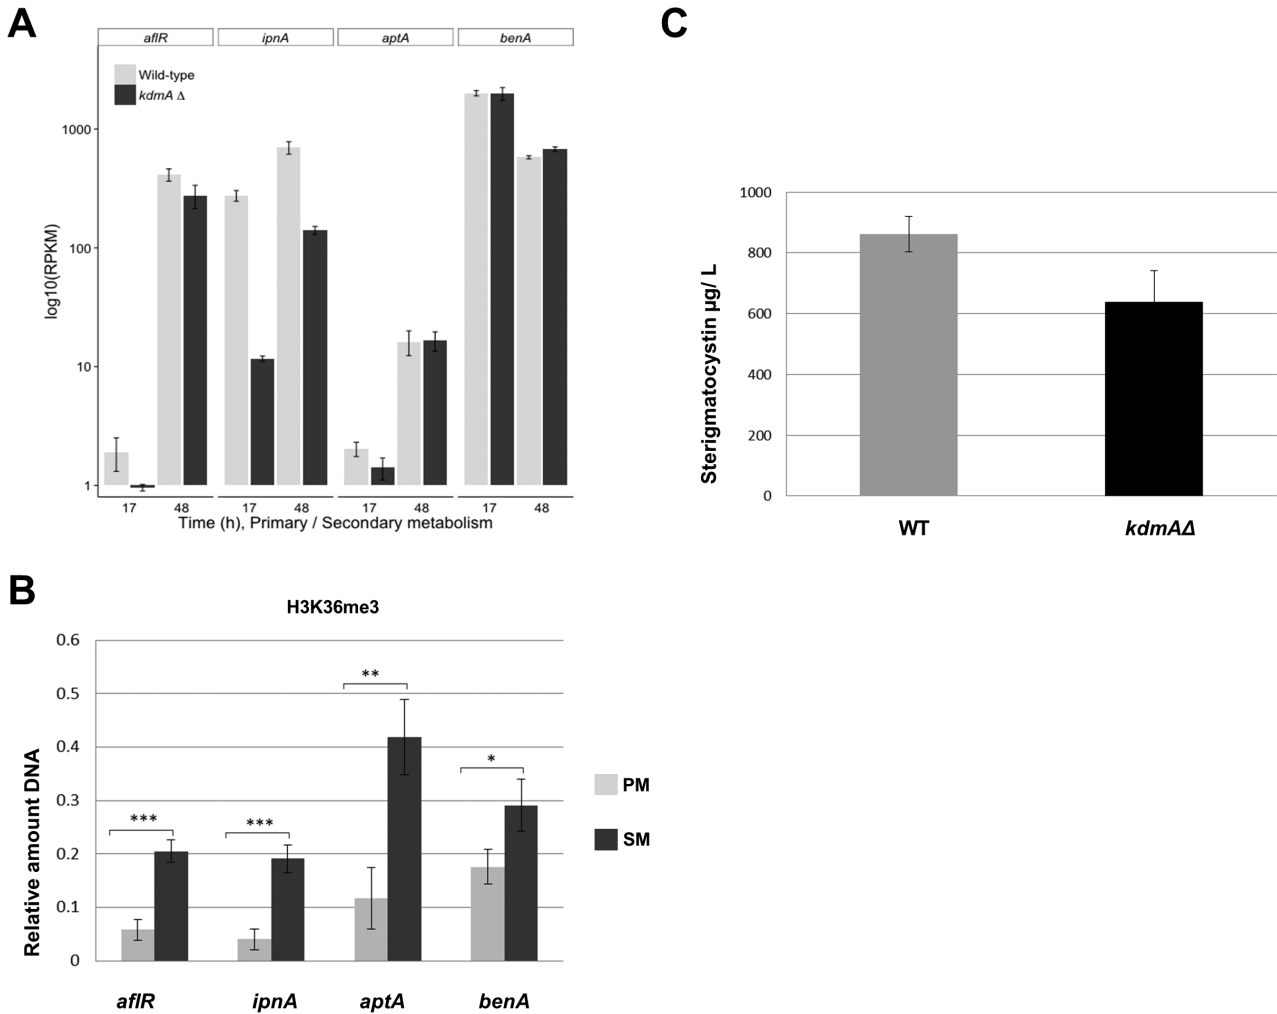 A
aflR ipnA aptA benA
Wild-type
kdmA Δ
1000
100
10
1
log10(RPKM)
17 48 17 48 17 48 17 48
Time (h), Primary / Secondary metabolism
C
1000
800
600
400
200
0
Sterigmatocystin µg/ L
WT kdmAΔ
B
H3K36me3
0.6
0.5
0.4
0.3
0.2
0.1
0
Relative amount DNA
***
***
**
*
PM
SM
aflR ipnA aptA benA